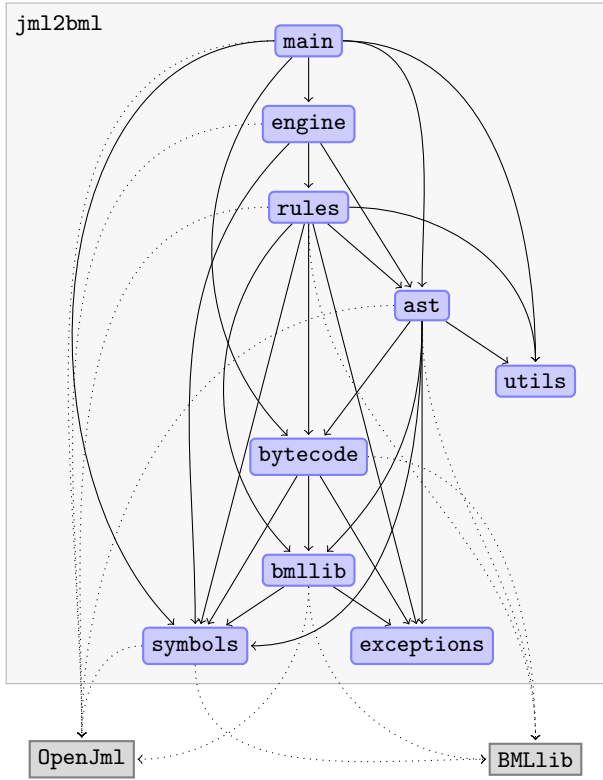 jml2bml
main
engine
rules
ast
utils
bytecode
bmllib
symbols
exceptions
OpenJml
BMLlib